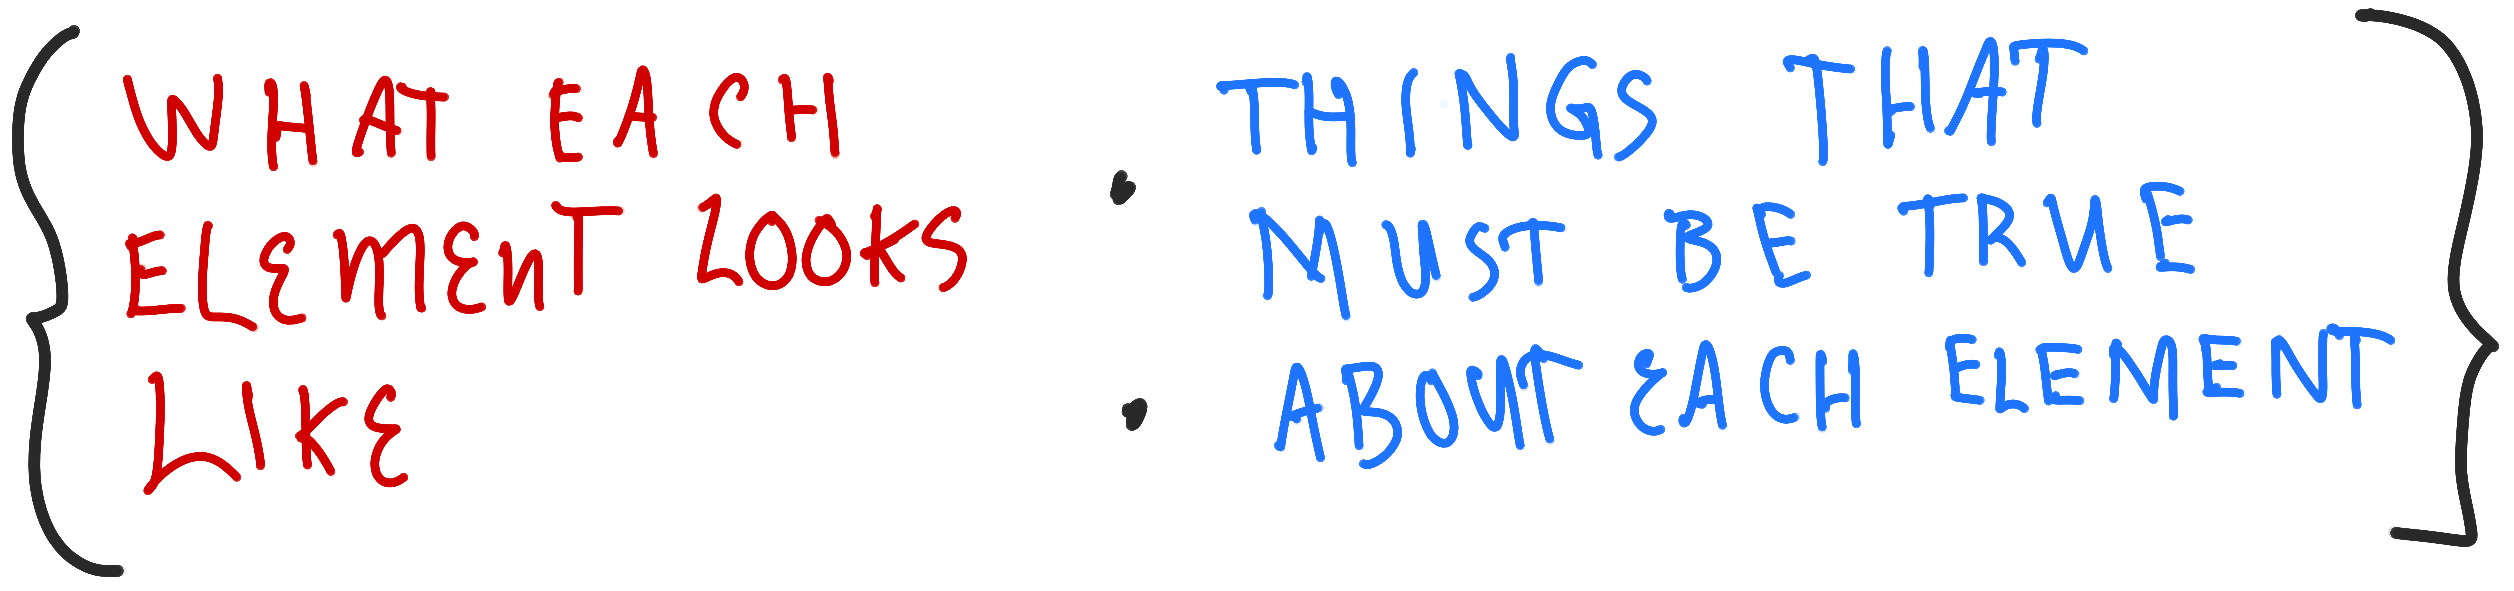 { WHAT EACH
ELEMENT LOOKS
LIKE
:
THINGS THAT
MUST BE TRUE
ABOUT EACH ELEMENT }